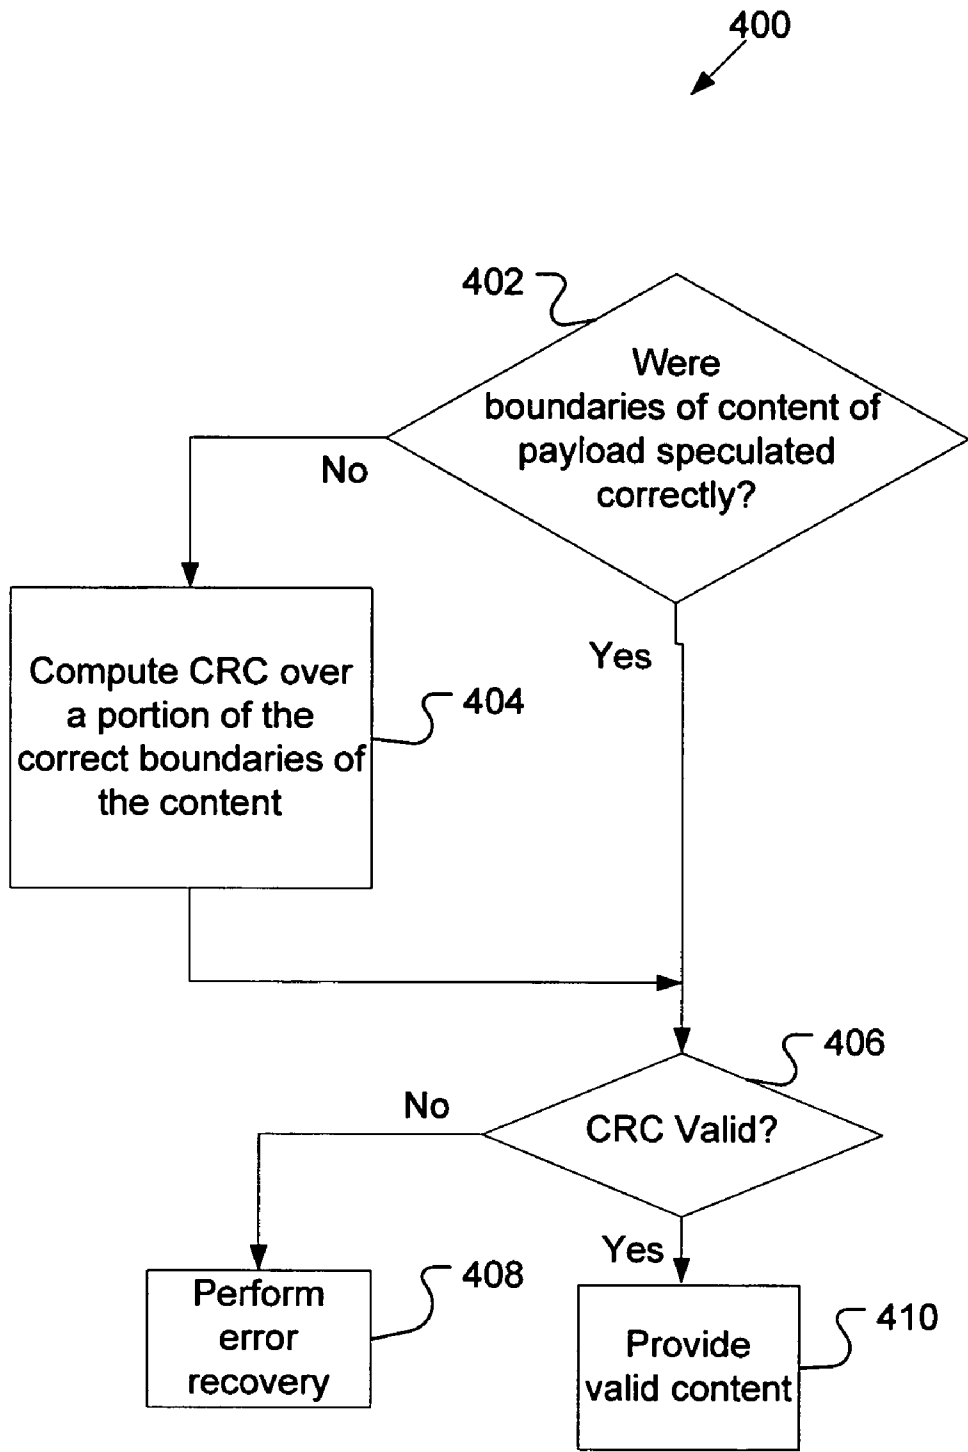 400
402
Were
boundaries of content of
payload speculated
correctly?
No
Yes
Compute CRC over
a portion of the
correct boundaries of
the content
404
406
CRC Valid?
No
Yes
Perform
error
recovery
408
Provide
valid content
410